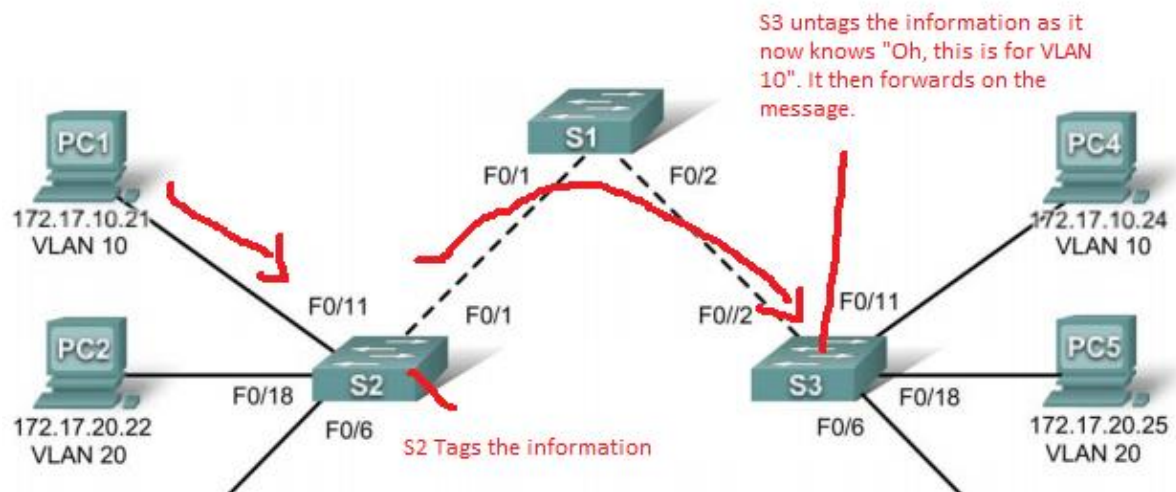 S3 untags the information as it
now knows "Oh, this is for VLAN
10". It then forwards on the
message.
PC1
S1
PC4
F0/1
F0/2
172.17.10.21
VLAN 10
172.17.10.24
VLAN 10
F0/11
F0/1
F0//2
F0/11
PC2
S2
S3
PC5
F0/18
F0/18
172.17.20.22
VLAN 20
F0/6
S2 Tags the information
F0/6
172.17.20.25
VLAN 20